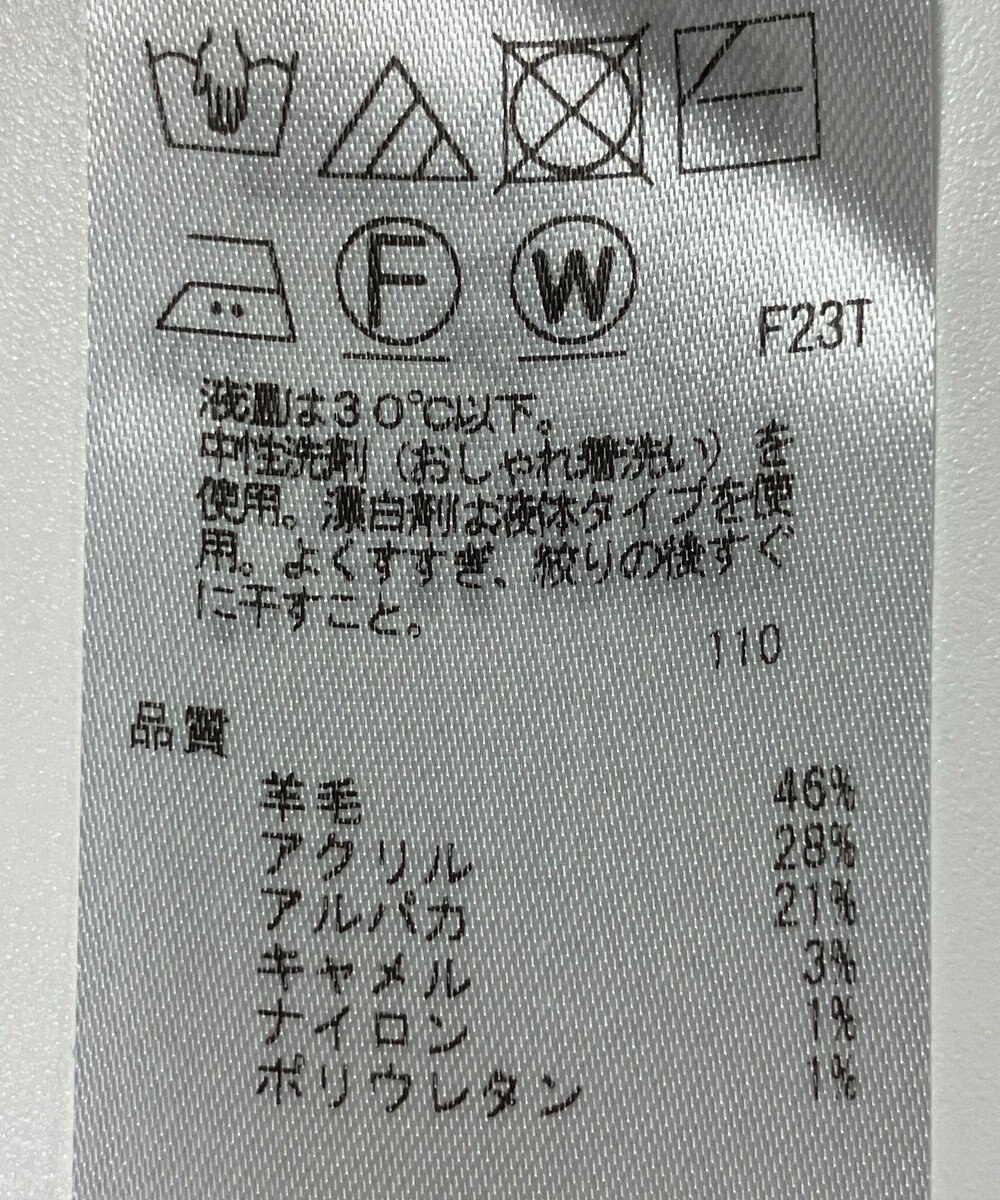 F W F23T
液温は30℃以下。
中性洗剤（おしゃれ着洗い）を
使用。漂白剤は液体タイプを使
用。よくすすぎ、絞りの後すぐ
に干すこと。
110
品質
羊毛 46%
アクリル 28%
アルパカ 21%
キャメル 3%
ナイロン 1%
ポリウレタン 1%